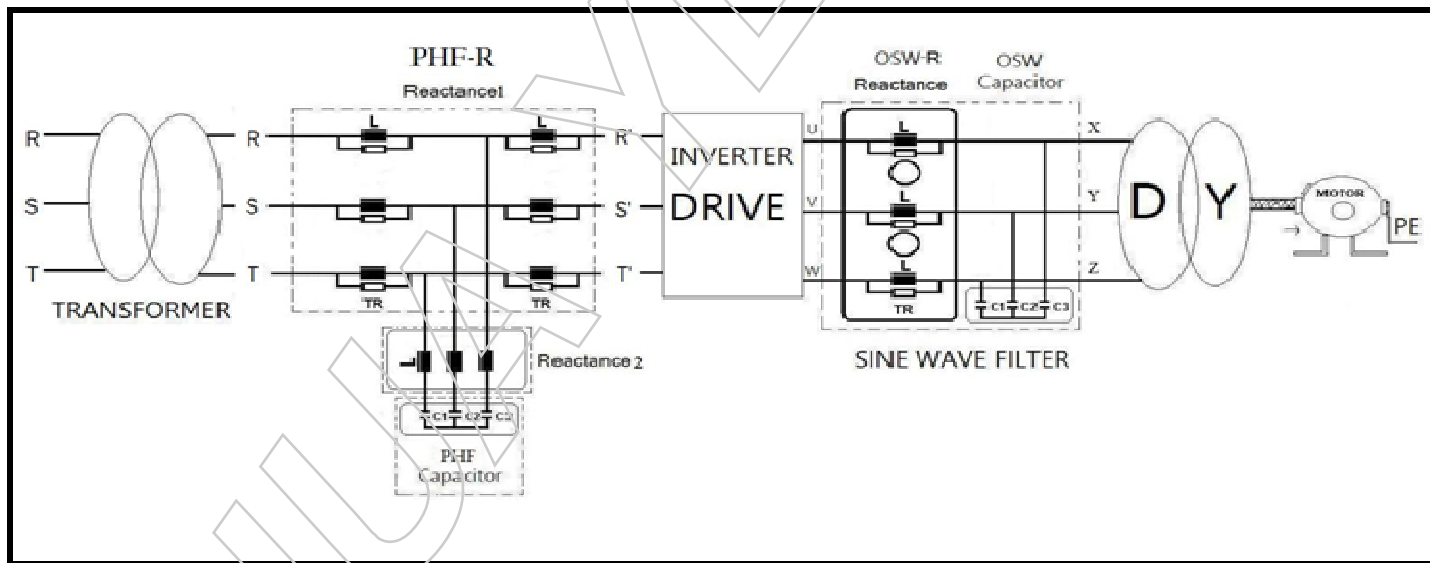 PHF-R
Reactance1
OSW-R
Reactance
OSW
Capacitor
R
S
T
TRANSFORMER
R
S
T
L
L
TR
TR
R'
S'
T'
INVERTER
DRIVE
U
V
W
L
L
L
TR
X
Y
Z
C1 C2 C3
D Y
MOTOR
PE
SINE WAVE FILTER
L
Reactance 2
C1 C2 C3
PHF
Capacitor